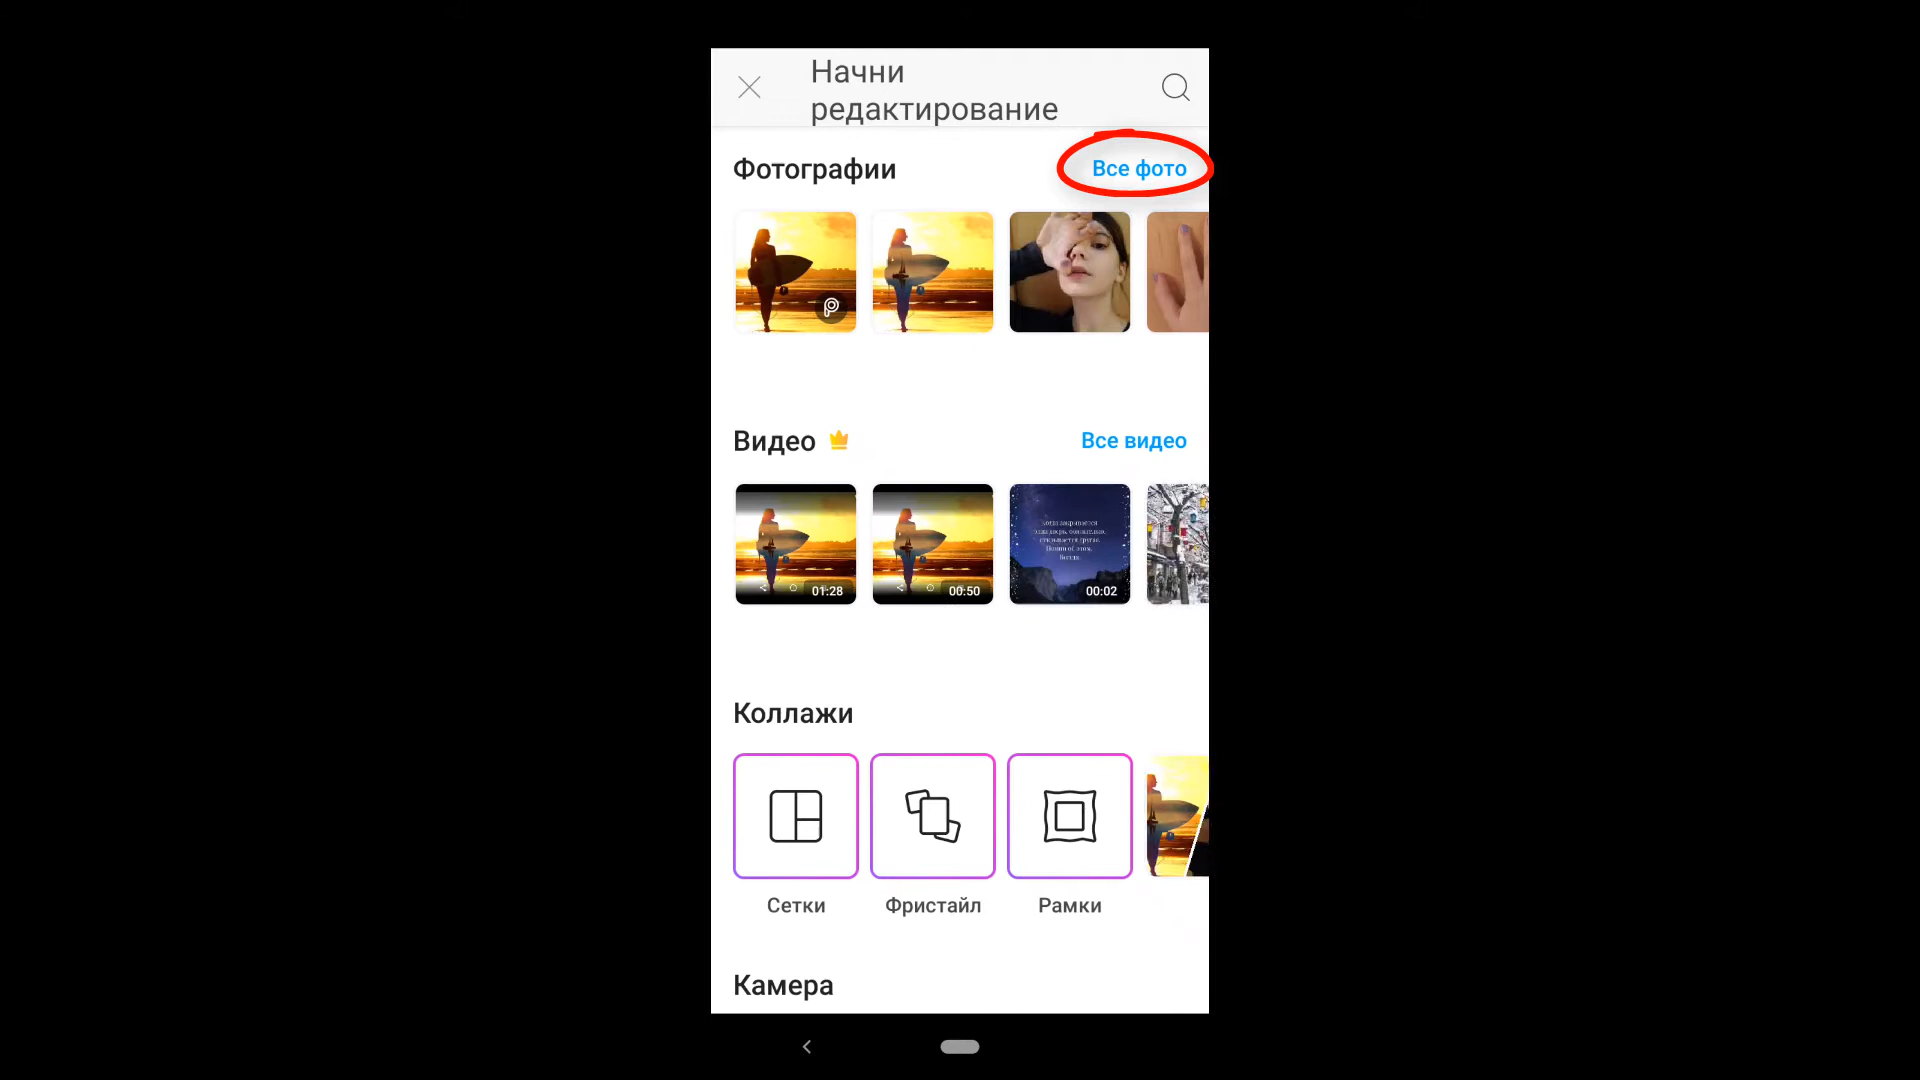 Начни
редактирование
Фотографии
Все фото
Видео
Все видео
01:28
00:50
00:02
Коллажи
Сетки
Фристайл
Рамки
Камера